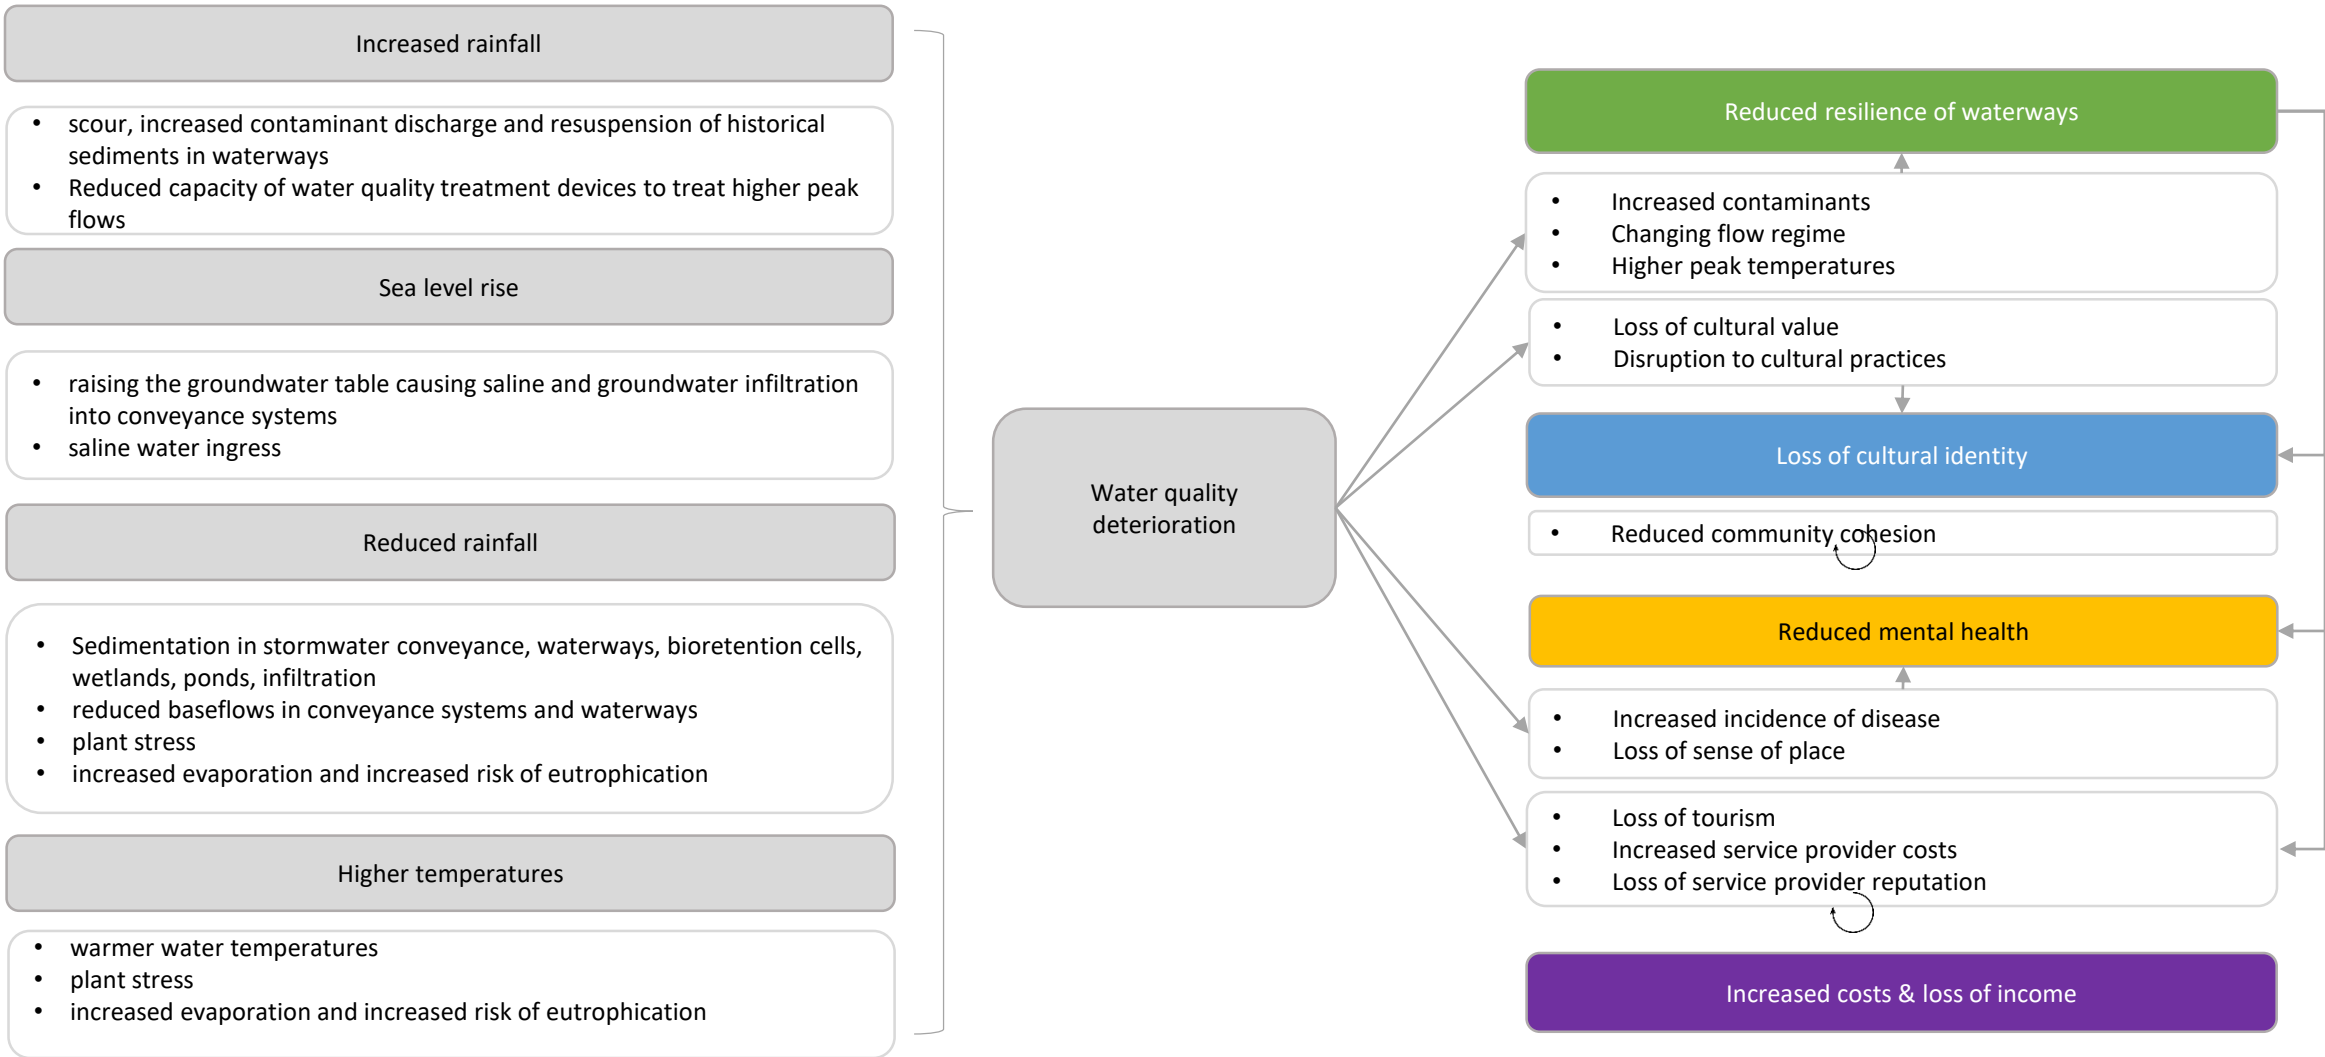 Increased rainfall
• scour, increased contaminant discharge and resuspension of historical
sediments in waterways
• Reduced capacity of water quality treatment devices to treat higher peak
flows
Sea level rise
• raising the groundwater table causing saline and groundwater infiltration
into conveyance systems
• saline water ingress
Reduced rainfall
• Sedimentation in stormwater conveyance, waterways, bioretention cells,
wetlands, ponds, infiltration
• reduced baseflows in conveyance systems and waterways
• plant stress
• increased evaporation and increased risk of eutrophication
Higher temperatures
• warmer water temperatures
• plant stress
• increased evaporation and increased risk of eutrophication
Water quality
deterioration
Reduced resilience of waterways
• Increased contaminants
• Changing flow regime
• Higher peak temperatures
• Loss of cultural value
• Disruption to cultural practices
Loss of cultural identity
• Reduced community cohesion
Reduced mental health
• Increased incidence of disease
• Loss of sense of place
• Loss of tourism
• Increased service provider costs
• Loss of service provider reputation
Increased costs & loss of income